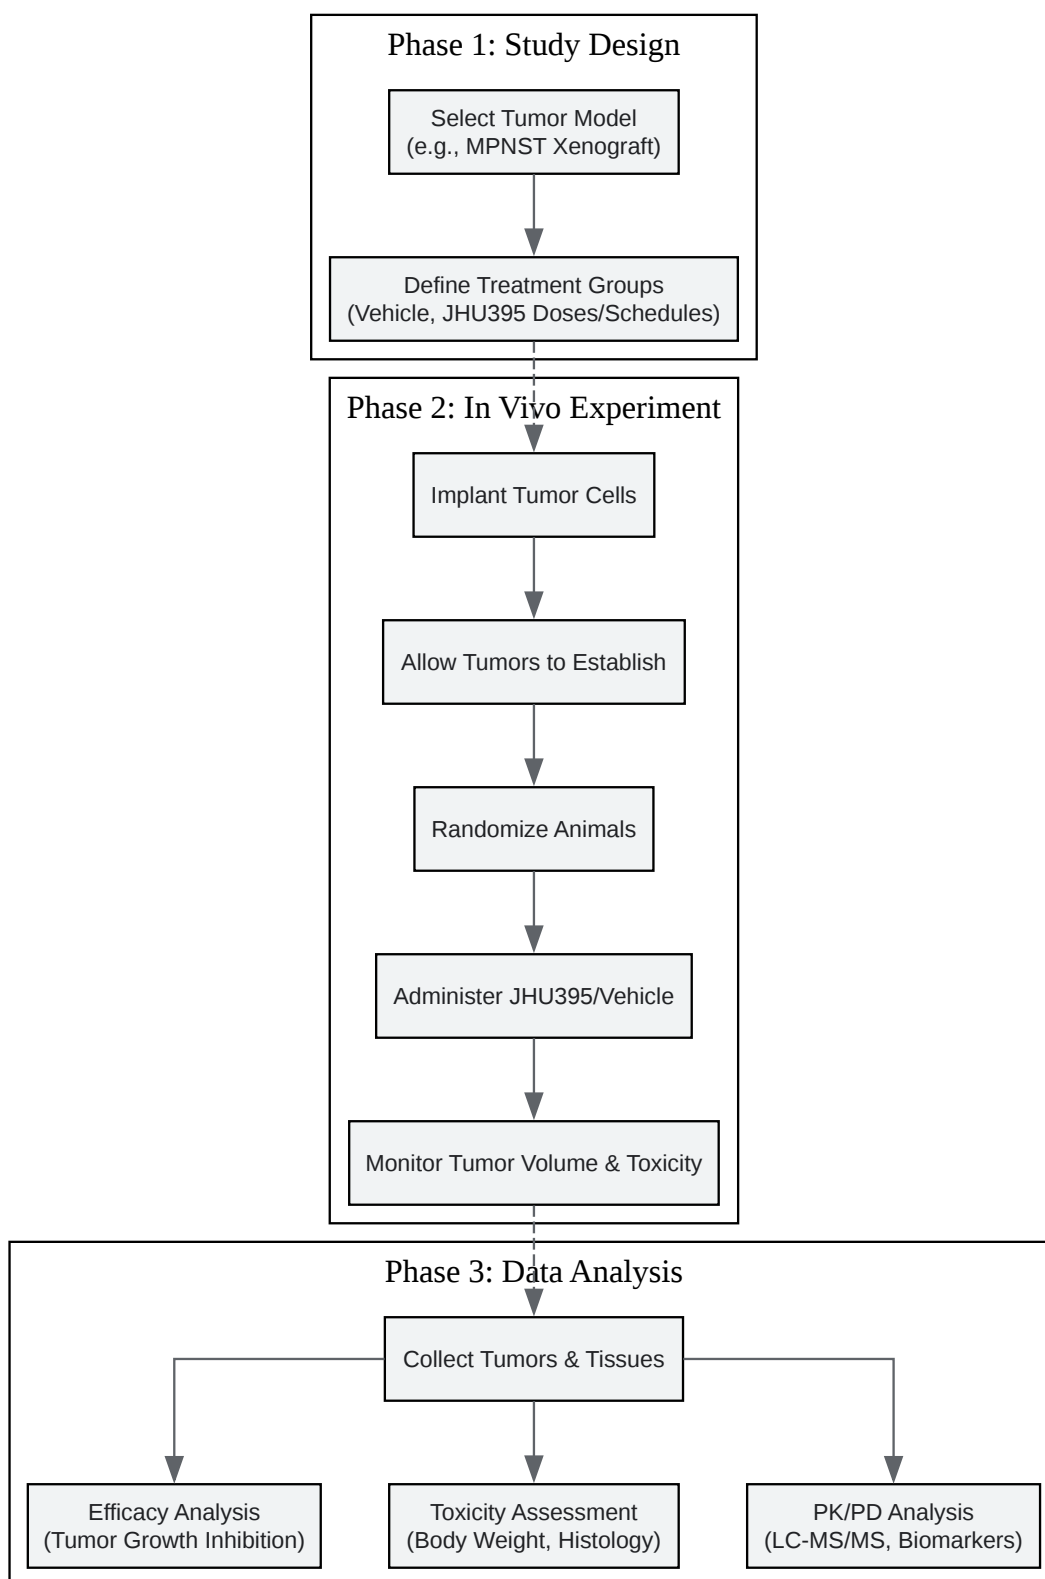 Phase 1: Study Design
Select Tumor Model
(e.g., MPNST Xenograft)
Define Treatment Groups
(Vehicle, JHU395 Doses/Schedules)
Phase 2: In Vivo Experiment
Implant Tumor Cells
Allow Tumors to Establish
Randomize Animals
Administer JHU395/Vehicle
Monitor Tumor Volume & Toxicity
Phase 3: Data Analysis
Collect Tumors & Tissues
Efficacy Analysis
(Tumor Growth Inhibition)
Toxicity Assessment
(Body Weight, Histology)
PK/PD Analysis
(LC-MS/MS, Biomarkers)